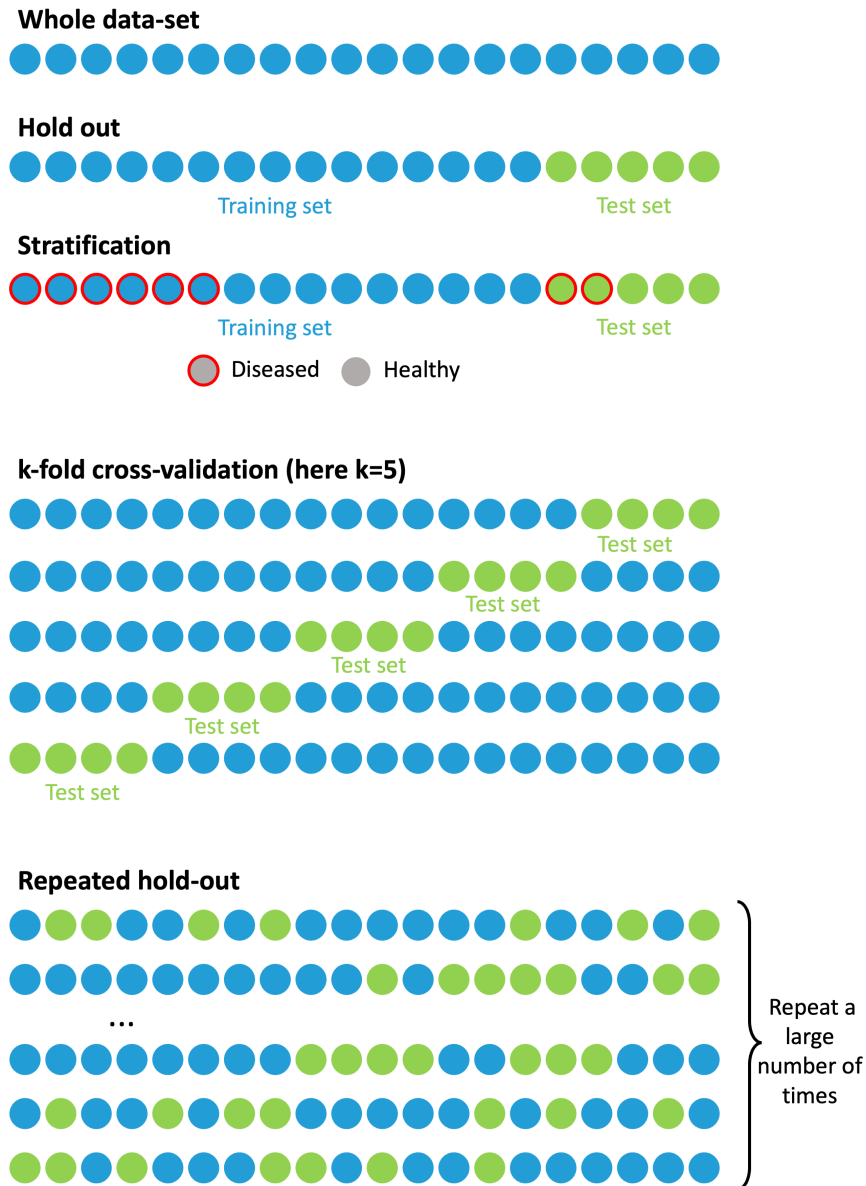 Whole data-set
Hold out
Training set
Test set
Stratification
Training set
Test set
Diseased
Healthy
k-fold cross-validation (here k=5)
Test set
Test set
Test set
Test set
Test set
Repeated hold-out
...
Repeat a
large
number of
times